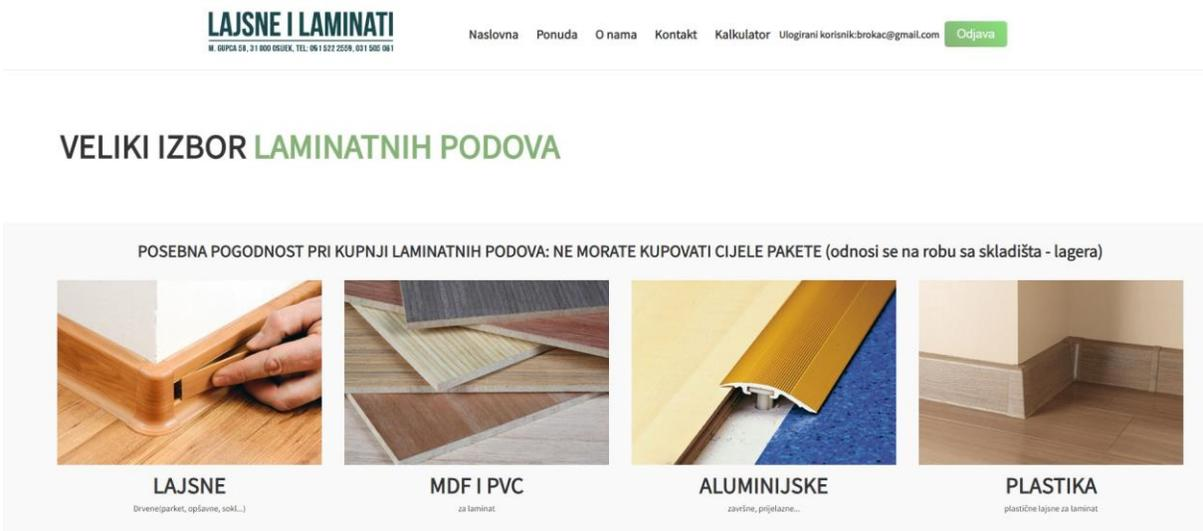 LAJSNE I LAMINATI
M. GUPCA 58, 31 000 OSIJEK, TEL: 091 522 2559, 031 505 061
Naslovna Ponuda O nama Kontakt Kalkulator Ulogirani korisnik:brokac@gmail.com Odjava
VELIKI IZBOR LAMINATNIH PODOVA
POSEBNA POGODNOST PRI KUPNJI LAMINATNIH PODOVA: NE MORATE KUPOVATI CIJELE PAKETE (odnosi se na robu sa skladišta - lagera)
LAJSNE
Drvene(parket, opšavne, sokl...)
MDF I PVC
za laminat
ALUMINIJSKE
završne, prijelazne...
PLASTIKA
plastične lajsne za laminat